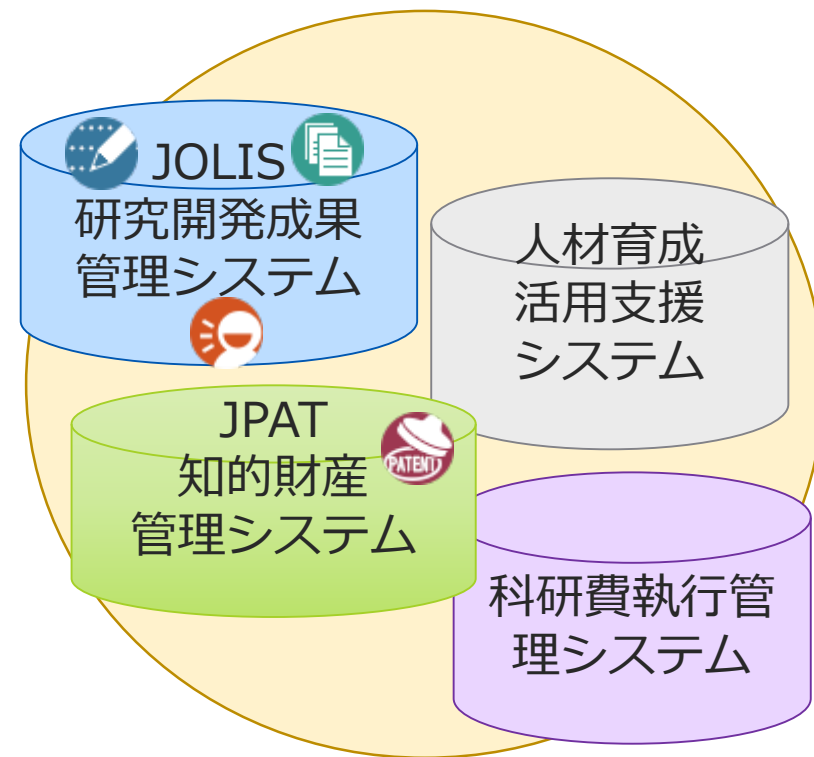 JOLIS
研究開発成果
管理システム
人材育成
活用支援
システム
JPAT
知的財産
管理システム
PATENT
科研費執行管
理システム